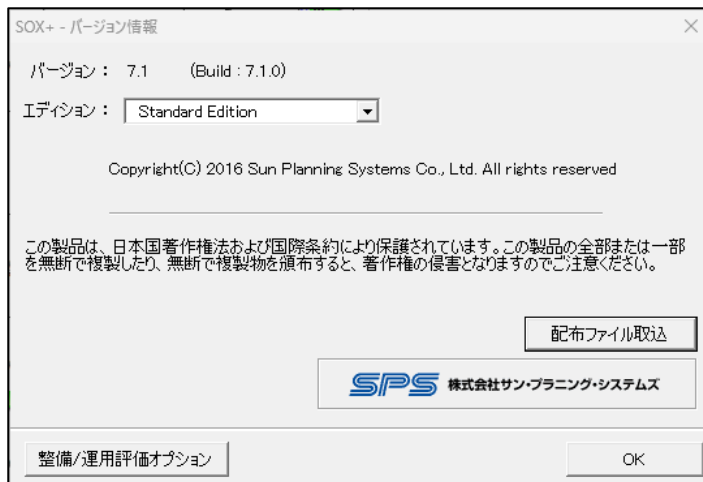 SOX+ - バージョン情報
バージョン： 7.1 (Build : 7.1.0)
エディション： Standard Edition
Copyright(C) 2016 Sun Planning Systems Co., Ltd. All rights reserved
この製品は、日本国著作権法および国際条約により保護されています。この製品の全部または一部
を無断で複製したり、無断で複製物を頒布すると、著作権の侵害となりますのでご注意ください。
配布ファイル取込
SPS 株式会社サン・プラニング・システムズ
整備/運用評価オプション OK